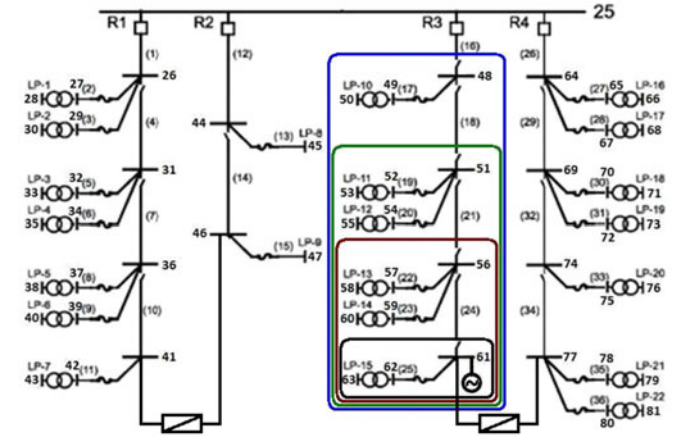 25
R1 R2 R3 R4
(1) (12) (16) (26)
26 48 64
LP-1 27 (2) LP-10 49 (17) (27) 65 LP-16
28 50 66
LP-2 29 (3) (28) LP-17
30 67 68
(4) 44 (13) LP-8 (18) (29)
45
31 51 69
LP-3 32 (5) (14) LP-11 52 (19) 70 (30) LP-18
33 53 71
LP-4 34 (6) LP-12 54 (20) (31) LP-19
35 55 72 73
(7) (21) (32)
46 (15) LP-9
47
36 56 74
LP-5 37 (8) LP-13 57 (22) (33) LP-20
38 58 75 76
LP-6 39 (9) LP-14 59 (23)
40 60
(10) (24) (34)
41 61 77
LP-7 42 (11) LP-15 62 (25) 78 (35) LP-21
43 63 79
(36) LP-22
80 81